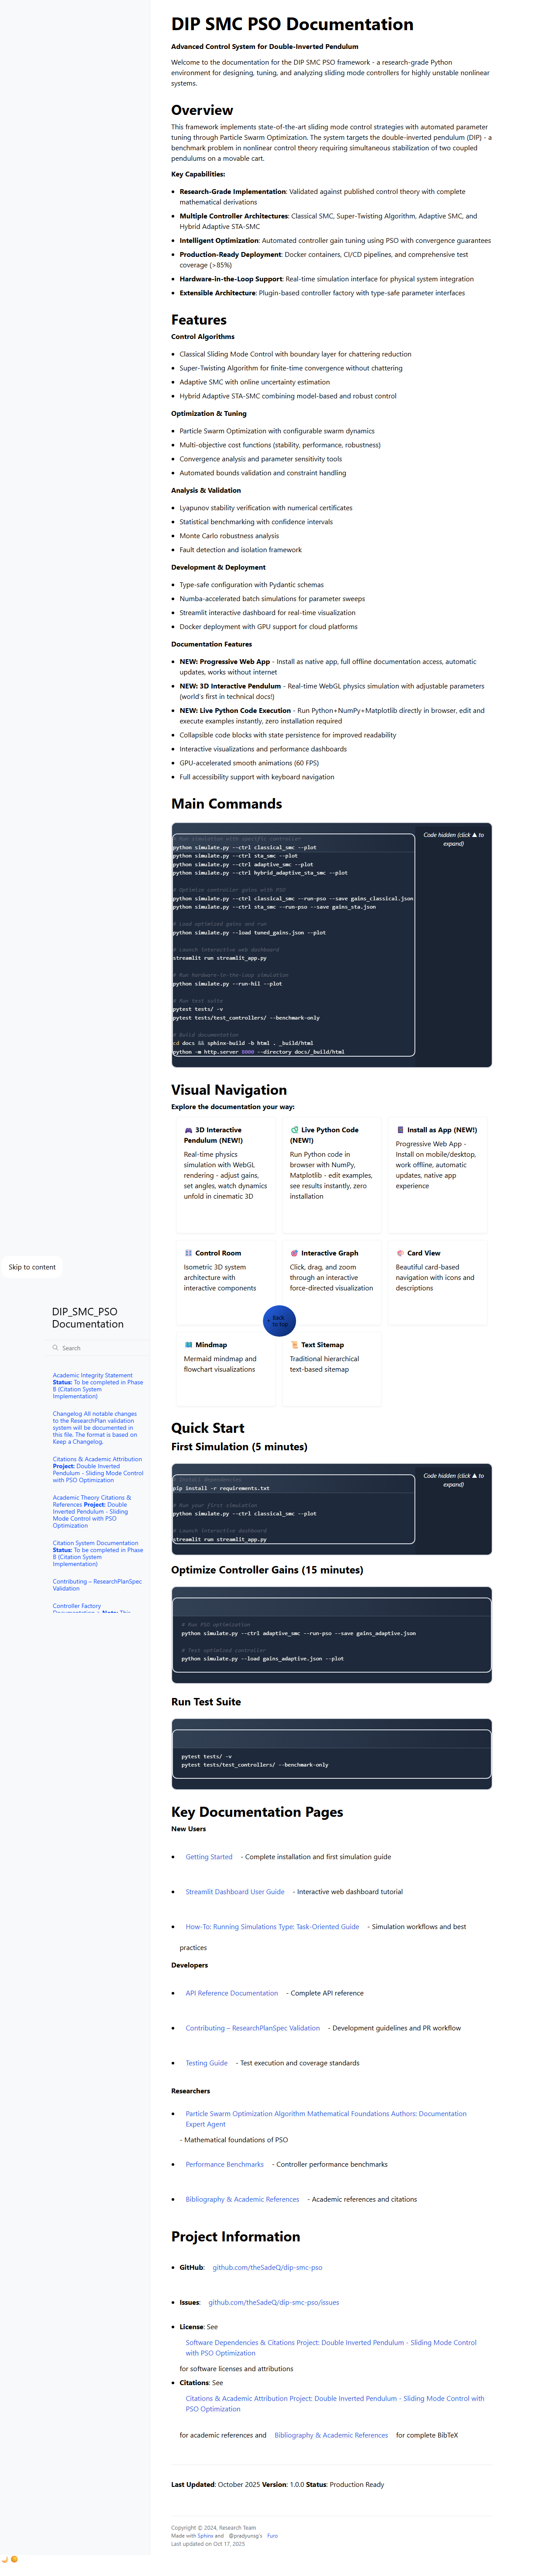 DIP SMC PSO Documentation
Advanced Control System for Double-Inverted Pendulum
Welcome to the documentation for the DIP SMC PSO framework - a research-grade Python
environment for designing, tuning, and analyzing sliding mode controllers for highly unstable nonlinear
systems.
Overview
This framework implements state-of-the-art sliding mode control strategies with automated parameter
tuning through Particle Swarm Optimization. The system targets the double-inverted pendulum (DIP) - a
benchmark problem in nonlinear control theory requiring simultaneous stabilization of two coupled
pendulums on a movable cart.
Key Capabilities:
• Research-Grade Implementation: Validated against published control theory with complete
mathematical derivations
• Multiple Controller Architectures: Classical SMC, Super-Twisting Algorithm, Adaptive SMC, and
Hybrid Adaptive STA-SMC
• Intelligent Optimization: Automated controller gain tuning using PSO with convergence guarantees
• Production-Ready Deployment: Docker containers, CI/CD pipelines, and comprehensive test
coverage (>85%)
• Hardware-in-the-Loop Support: Real-time simulation interface for physical system integration
• Extensible Architecture: Plugin-based controller factory with type-safe parameter interfaces
Features
Control Algorithms
• Classical Sliding Mode Control with boundary layer for chattering reduction
• Super-Twisting Algorithm for finite-time convergence without chattering
• Adaptive SMC with online uncertainty estimation
• Hybrid Adaptive STA-SMC combining model-based and robust control
Optimization & Tuning
• Particle Swarm Optimization with configurable swarm dynamics
• Multi-objective cost functions (stability, performance, robustness)
• Convergence analysis and parameter sensitivity tools
• Automated bounds validation and constraint handling
Analysis & Validation
• Lyapunov stability verification with numerical certificates
• Statistical benchmarking with confidence intervals
• Monte Carlo robustness analysis
• Fault detection and isolation framework
Development & Deployment
• Type-safe configuration with Pydantic schemas
• Numba-accelerated batch simulations for parameter sweeps
• Streamlit interactive dashboard for real-time visualization
• Docker deployment with GPU support for cloud platforms
Documentation Features
• NEW: Progressive Web App - Install as native app, full offline documentation access, automatic
updates, works without internet
• NEW: 3D Interactive Pendulum - Real-time WebGL physics simulation with adjustable parameters
(world's first in technical docs!)
• NEW: Live Python Code Execution - Run Python+NumPy+Matplotlib directly in browser, edit and
execute examples instantly, zero installation required
• Collapsible code blocks with state persistence for improved readability
• Interactive visualizations and performance dashboards
• GPU-accelerated smooth animations (60 FPS)
• Full accessibility support with keyboard navigation
Main Commands
Code hidden (click ▲ to
expand)
# Run simulation with specific controller
python simulate.py --ctrl classical_smc --plot
python simulate.py --ctrl sta_smc --plot
python simulate.py --ctrl adaptive_smc --plot
python simulate.py --ctrl hybrid_adaptive_sta_smc --plot
# Optimize controller gains with PSO
python simulate.py --ctrl classical_smc --run-pso --save gains_classical.json
python simulate.py --ctrl sta_smc --run-pso --save gains_sta.json
# Load optimized gains and run
python simulate.py --load tuned_gains.json --plot
# Launch interactive web dashboard
streamlit run streamlit_app.py
# Run hardware-in-the-loop simulation
python simulate.py --run-hil --plot
# Run test suite
pytest tests/ -v
pytest tests/test_controllers/ --benchmark-only
# Build documentation
cd docs && sphinx-build -b html . _build/html
python -m http.server 8000 --directory docs/_build/html
Visual Navigation
Explore the documentation your way:
🎮 3D Interactive
Pendulum (NEW!)
Real-time physics
simulation with WebGL
rendering - adjust gains,
set angles, watch dynamics
unfold in cinematic 3D
Live Python Code
(NEW!)
Run Python code in
browser with NumPy,
Matplotlib - edit examples,
see results instantly, zero
installation
Install as App (NEW!)
Progressive Web App -
Install on mobile/desktop,
work offline, automatic
updates, native app
experience
Control Room
Isometric 3D system
architecture with
interactive components
Interactive Graph
Click, drag, and zoom
through an interactive
force-directed visualization
Card View
Beautiful card-based
navigation with icons and
descriptions
Mindmap
Mermaid mindmap and
flowchart visualizations
Text Sitemap
Traditional hierarchical
text-based sitemap
Back
to top
Skip to content
DIP_SMC_PSO
Documentation
Search
Academic Integrity Statement
Status: To be completed in Phase
8 (Citation System
Implementation)
Changelog All notable changes
to the ResearchPlan validation
system will be documented in
this file. The format is based on
Keep a Changelog,
Citations & Academic Attribution
Project: Double Inverted
Pendulum - Sliding Mode Control
with PSO Optimization
Academic Theory Citations &
References Project: Double
Inverted Pendulum - Sliding
Mode Control with PSO
Optimization
Citation System Documentation
Status: To be completed in Phase
8 (Citation System
Implementation)
Contributing – ResearchPlanSpec
Validation
Controller Factory
Quick Start
First Simulation (5 minutes)
Code hidden (click ▲ to
expand)
# Install dependencies
pip install -r requirements.txt
# Run your first simulation
python simulate.py --ctrl classical_smc --plot
# Launch interactive dashboard
streamlit run streamlit_app.py
Optimize Controller Gains (15 minutes)
# Run PSO optimization
python simulate.py --ctrl adaptive_smc --run-pso --save gains_adaptive.json
# Test optimized controller
python simulate.py --load gains_adaptive.json --plot
Run Test Suite
pytest tests/ -v
pytest tests/test_controllers/ --benchmark-only
Key Documentation Pages
New Users
• Getting Started - Complete installation and first simulation guide
• Streamlit Dashboard User Guide - Interactive web dashboard tutorial
• How-To: Running Simulations Type: Task-Oriented Guide - Simulation workflows and best
practices
Developers
• API Reference Documentation - Complete API reference
• Contributing – ResearchPlanSpec Validation - Development guidelines and PR workflow
• Testing Guide - Test execution and coverage standards
Researchers
• Particle Swarm Optimization Algorithm Mathematical Foundations Authors: Documentation
Expert Agent
- Mathematical foundations of PSO
• Performance Benchmarks - Controller performance benchmarks
• Bibliography & Academic References - Academic references and citations
Project Information
• GitHub: github.com/theSadeQ/dip-smc-pso
• Issues: github.com/theSadeQ/dip-smc-pso/issues
• License: See
Software Dependencies & Citations Project: Double Inverted Pendulum - Sliding Mode Control
with PSO Optimization
for software licenses and attributions
• Citations: See
Citations & Academic Attribution Project: Double Inverted Pendulum - Sliding Mode Control with
PSO Optimization
for academic references and Bibliography & Academic References for complete BibTeX
Last Updated: October 2025 Version: 1.0.0 Status: Production Ready
Copyright © 2024, Research Team
Made with Sphinx and @pradyunsg's Furo
Last updated on Oct 17, 2025